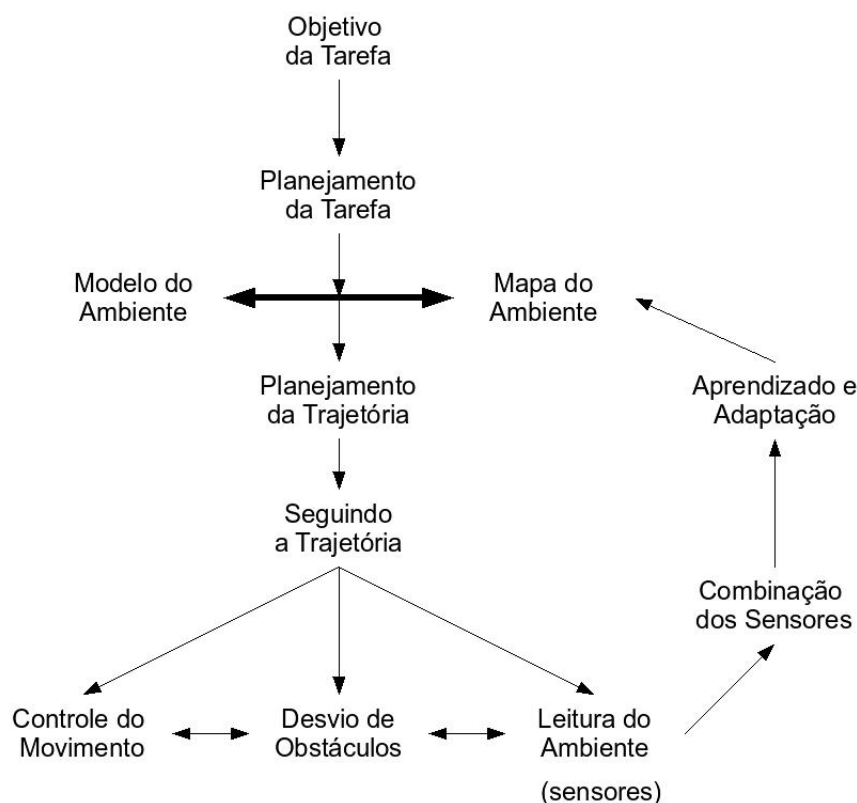 Objetivo
da Tarefa
Planejamento
da Tarefa
Modelo do
Ambiente
Mapa do
Ambiente
Planejamento
da Trajetória
Aprendizado e
Adaptação
Seguindo
a Trajetória
Combinação
dos Sensores
Controle do
Movimento
Desvio de
Obstáculos
Leitura do
Ambiente
(sensores)